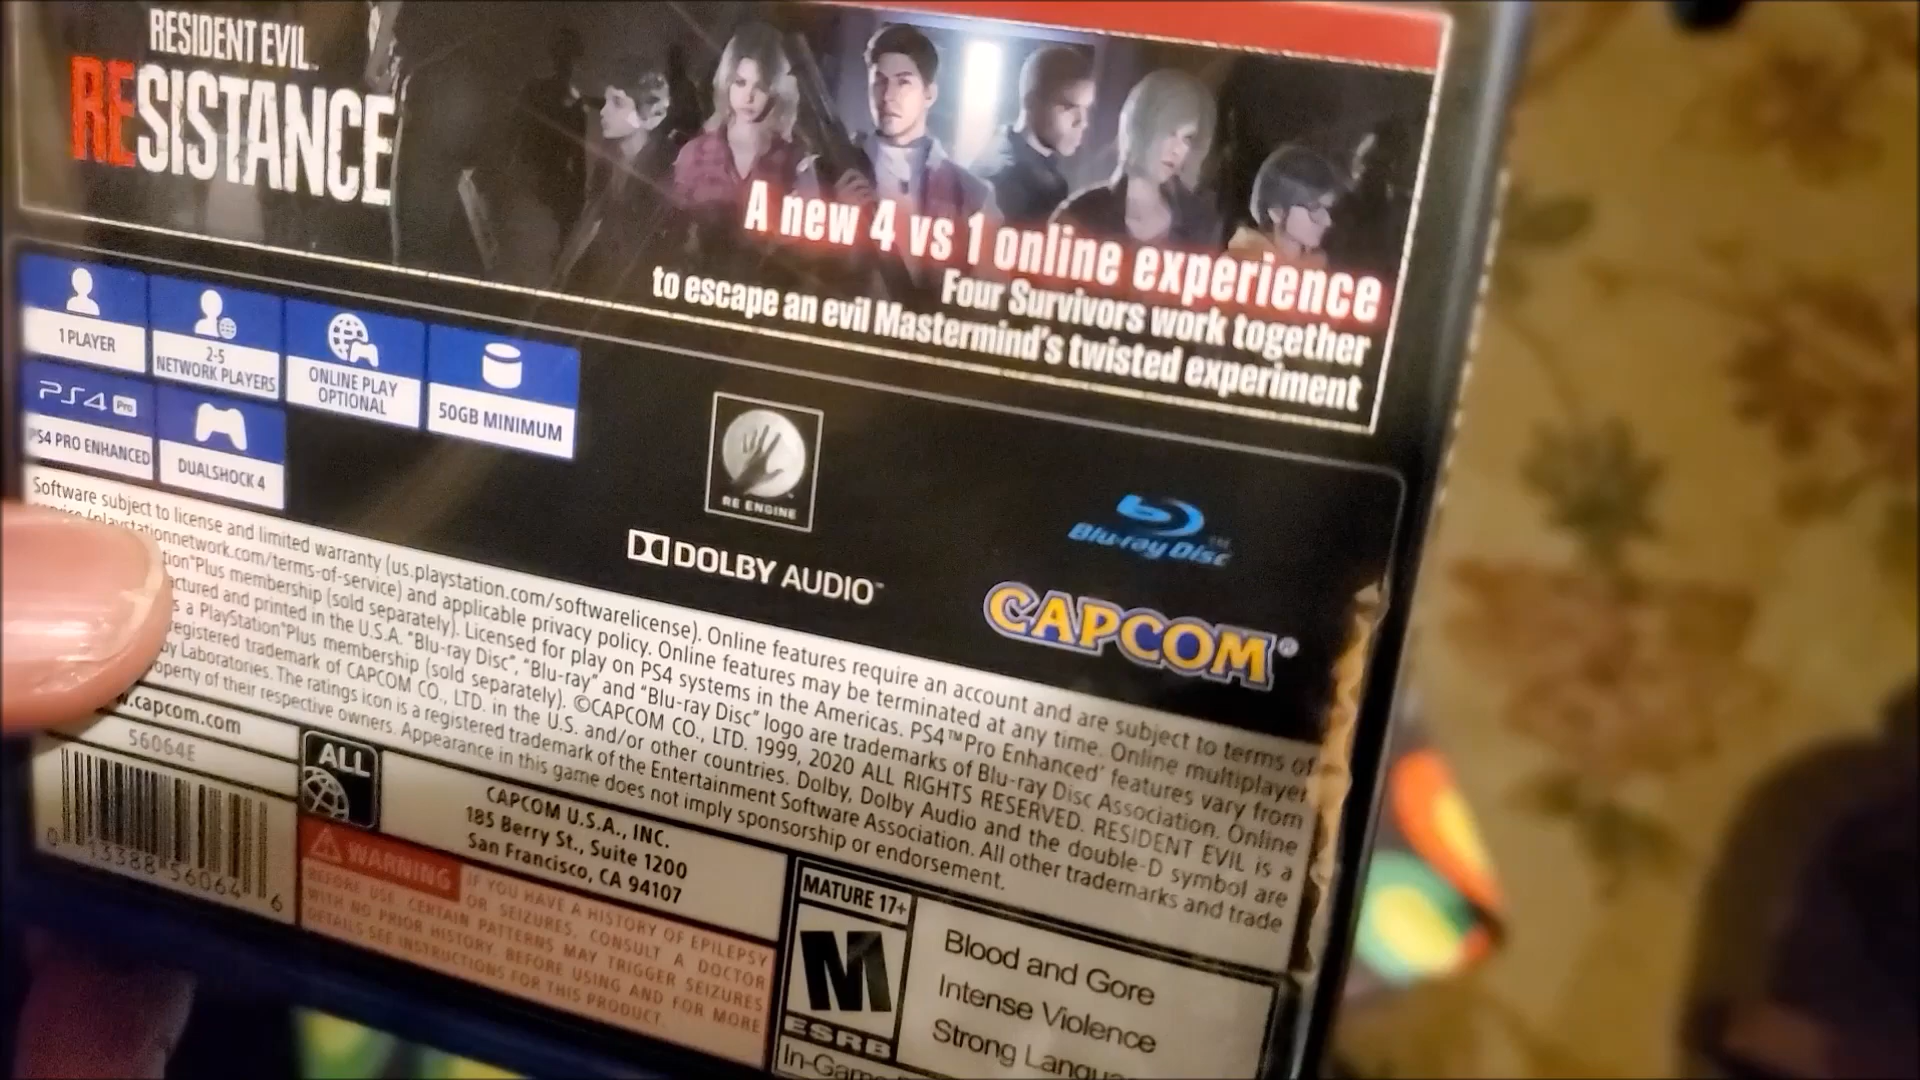 RESIDENT EVIL
RESISTANCE
A new 4 vs 1 online experience
Four Survivors work together
to escape an evil Mastermind's twisted experiment
1 PLAYER
2-5
NETWORK PLAYERS
ONLINE PLAY
OPTIONAL
50GB MINIMUM
PS4 Pro
PS4 PRO ENHANCED
DUALSHOCK 4
RE ENGINE
DOLBY AUDIO™
Blu-ray Disc™
CAPCOM®
Software subject to license and limited warranty (us.playstation.com/softwarelicense). Online features require an account and are subject to terms of
(playstationnetwork.com/terms-of-service) and applicable privacy policy. Online features may be terminated at any time. Online multiplayer
Plus membership (sold separately). Licensed for play on PS4 systems in the Americas. PS4™Pro Enhanced' features vary from
and printed in the U.S.A. "Blu-ray Disc", "Blu-ray" and "Blu-ray Disc" logo are trademarks of Blu-ray Disc Association. Online
s a PlayStation®Plus membership (sold separately). ©CAPCOM CO., LTD. 1999, 2020 ALL RIGHTS RESERVED. RESIDENT EVIL is a
registered trademark of CAPCOM CO., LTD. in the U.S. and/or other countries. Dolby, Dolby Audio and the double-D symbol are
by Laboratories. The ratings icon is a registered trademark of the Entertainment Software Association. All other trademarks and trade
operty of their respective owners. Appearance in this game does not imply sponsorship or endorsement.
w.capcom.com
56064E
0 13388 56064 6
ALL
CAPCOM U.S.A., INC.
185 Berry St., Suite 1200
San Francisco, CA 94107
WARNING IF YOU HAVE A HISTORY OF EPILEPSY
OR SEIZURES, CONSULT A DOCTOR
BEFORE USE. CERTAIN PATTERNS MAY TRIGGER SEIZURES
WITH NO PRIOR HISTORY. BEFORE USING AND FOR MORE
DETAILS SEE INSTRUCTIONS FOR THIS PRODUCT.
MATURE 17+
M
ESRB
Blood and Gore
Intense Violence
Strong Langua
In-Game